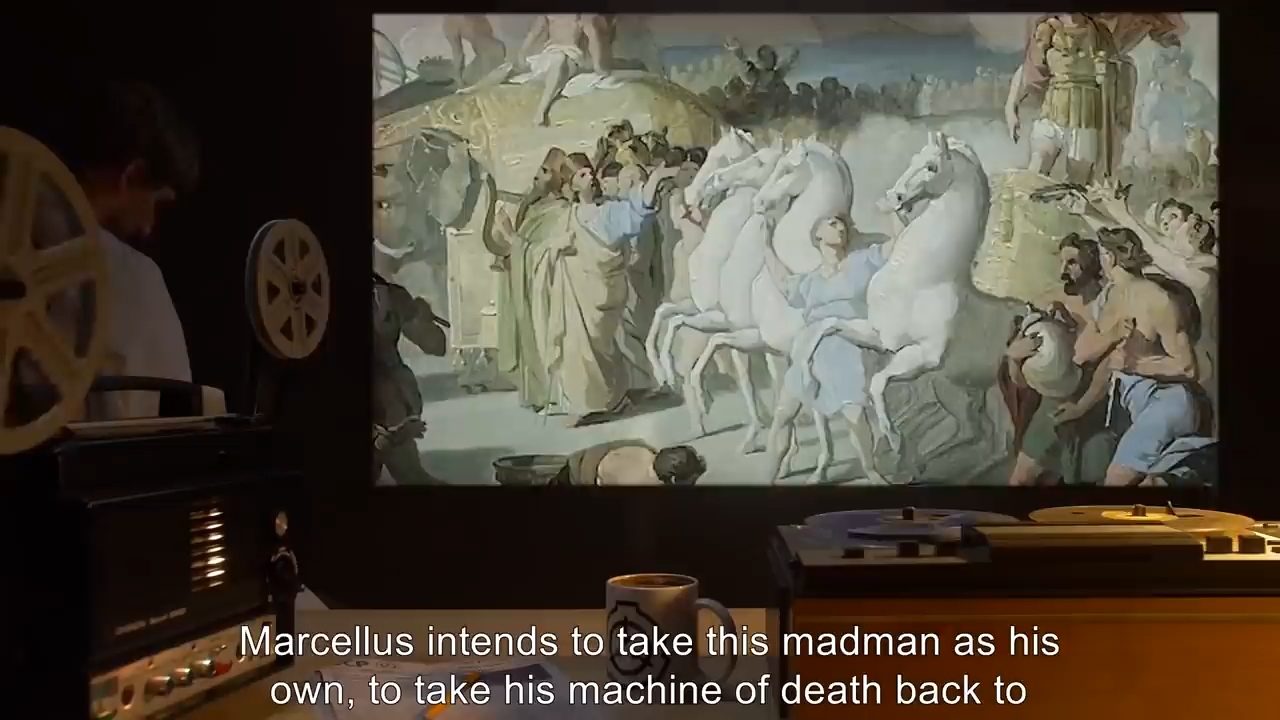 Marcellus intends to take this madman as his
own, to take his machine of death back to